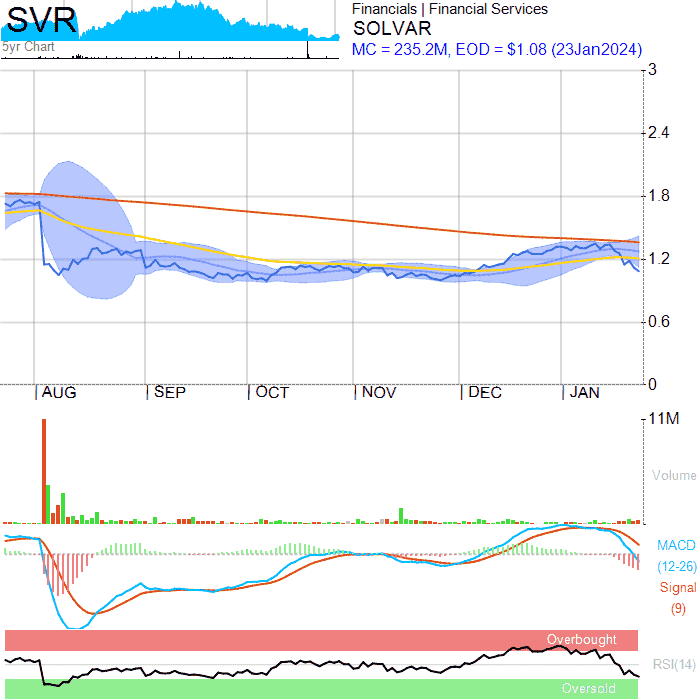 SVR
5yr Chart
Financials | Financial Services
SOLVAR
MC = 235.2M, EOD = $1.08 (23Jan2024)
3
2.4
1.8
1.2
0.6
0
| AUG | SEP | OCT | NOV | DEC | JAN
11M
Volume
MACD
(12-26)
Signal
(9)
Overbought
RSI(14)
Oversold